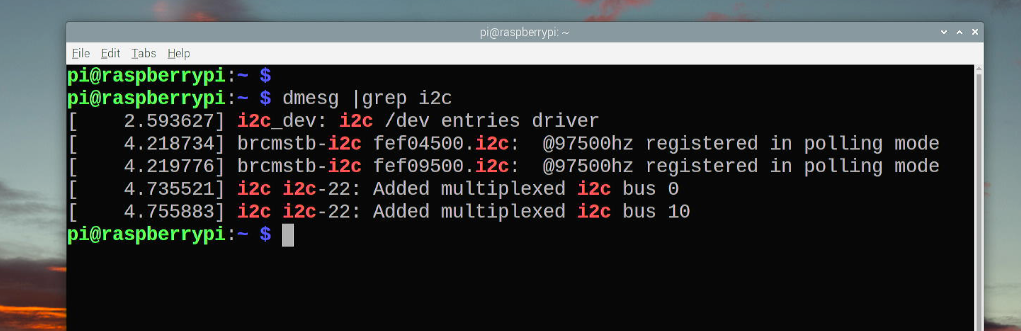 pi@raspberrypi: ~
File Edit Tabs Help
pi@raspberrypi:~ $
pi@raspberrypi:~ $ dmesg |grep i2c
[    2.593627] i2c_dev: i2c /dev entries driver
[    4.218734] brcmstb-i2c fef04500.i2c:  @97500hz registered in polling mode
[    4.219776] brcmstb-i2c fef09500.i2c:  @97500hz registered in polling mode
[    4.735521] i2c i2c-22: Added multiplexed i2c bus 0
[    4.755883] i2c i2c-22: Added multiplexed i2c bus 10
pi@raspberrypi:~ $